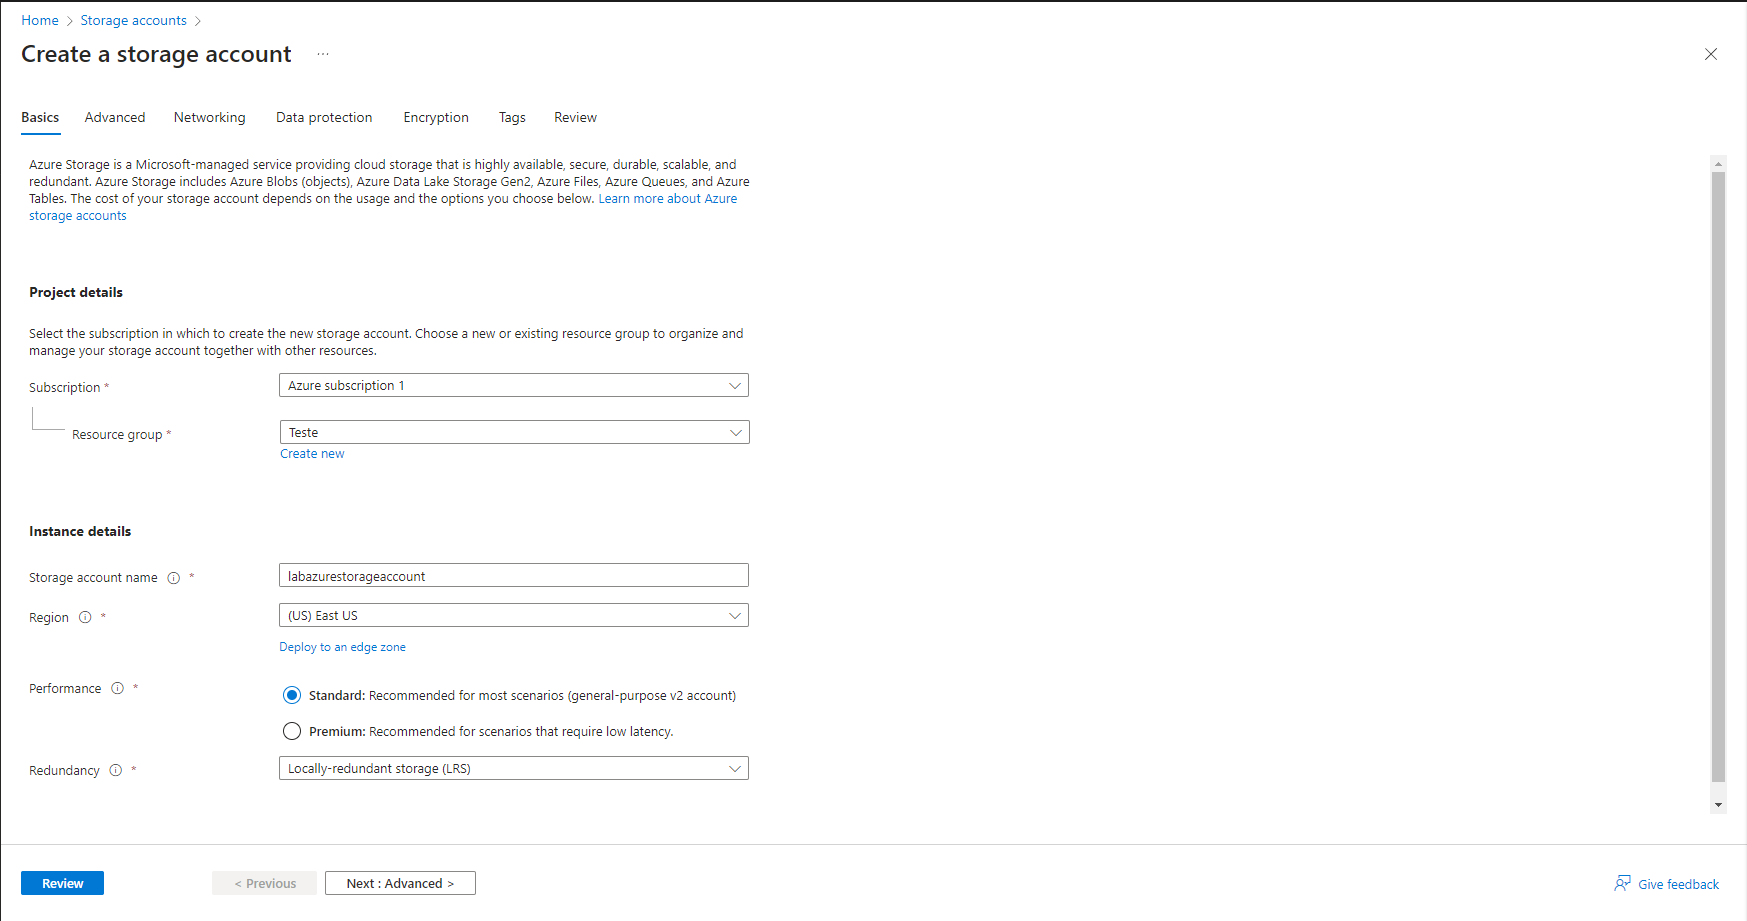 Home > Storage accounts >
Create a storage account ...
Basics Advanced Networking Data protection Encryption Tags Review
Azure Storage is a Microsoft-managed service providing cloud storage that is highly available, secure, durable, scalable, and
redundant. Azure Storage includes Azure Blobs (objects), Azure Data Lake Storage Gen2, Azure Files, Azure Queues, and Azure
Tables. The cost of your storage account depends on the usage and the options you choose below. Learn more about Azure
storage accounts
Project details
Select the subscription in which to create the new storage account. Choose a new or existing resource group to organize and
manage your storage account together with other resources.
Subscription * Azure subscription 1
Resource group * Teste
Create new
Instance details
Storage account name * labazurestorageaccount
Region * (US) East US
Deploy to an edge zone
Performance * Standard: Recommended for most scenarios (general-purpose v2 account)
Premium: Recommended for scenarios that require low latency.
Redundancy * Locally-redundant storage (LRS)
Review < Previous Next : Advanced > Give feedback